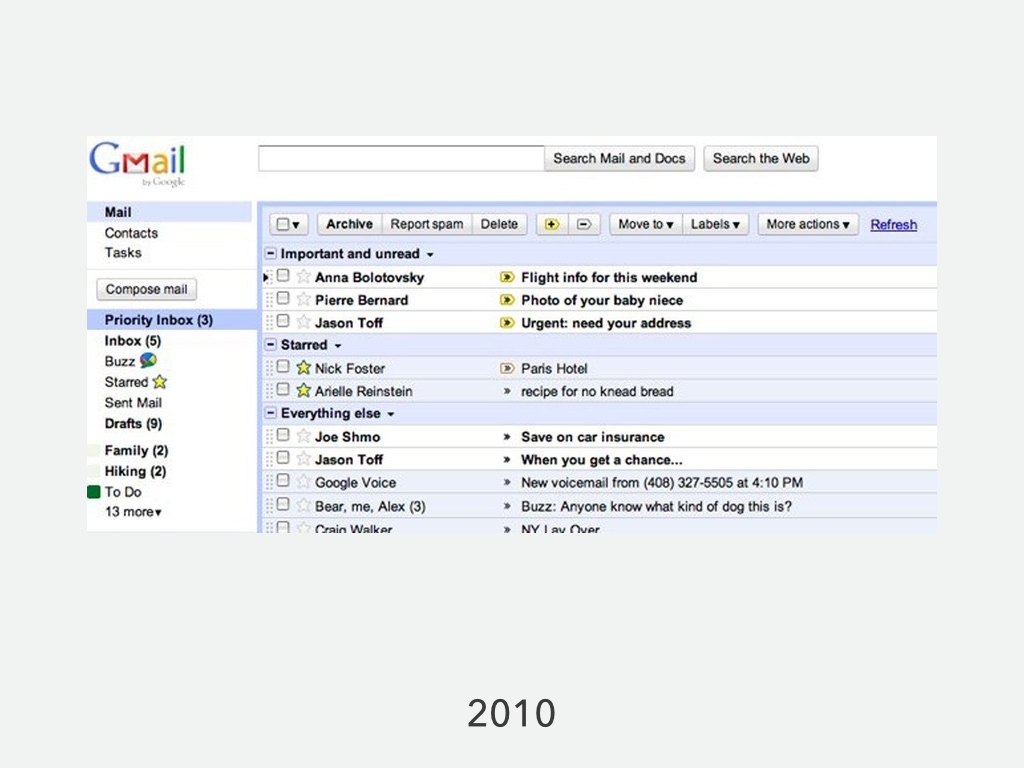 Gmail
by Google
Search Mail and Docs Search the Web
Mail
Contacts
Tasks
Compose mail
Priority Inbox (3)
Inbox (5)
Buzz
Starred
Sent Mail
Drafts (9)
Family (2)
Hiking (2)
To Do
13 more▾
Archive Report spam Delete Move to ▾ Labels ▾ More actions ▾ Refresh
Important and unread
Anna Bolotovsky » Flight info for this weekend
Pierre Bernard » Photo of your baby niece
Jason Toff » Urgent: need your address
Starred
Nick Foster » Paris Hotel
Arielle Reinstein » recipe for no knead bread
Everything else
Joe Shmo » Save on car insurance
Jason Toff » When you get a chance...
Google Voice » New voicemail from (408) 327-5505 at 4:10 PM
Bear, me, Alex (3) » Buzz: Anyone know what kind of dog this is?
Craig Walker » NY Lay Over
2010